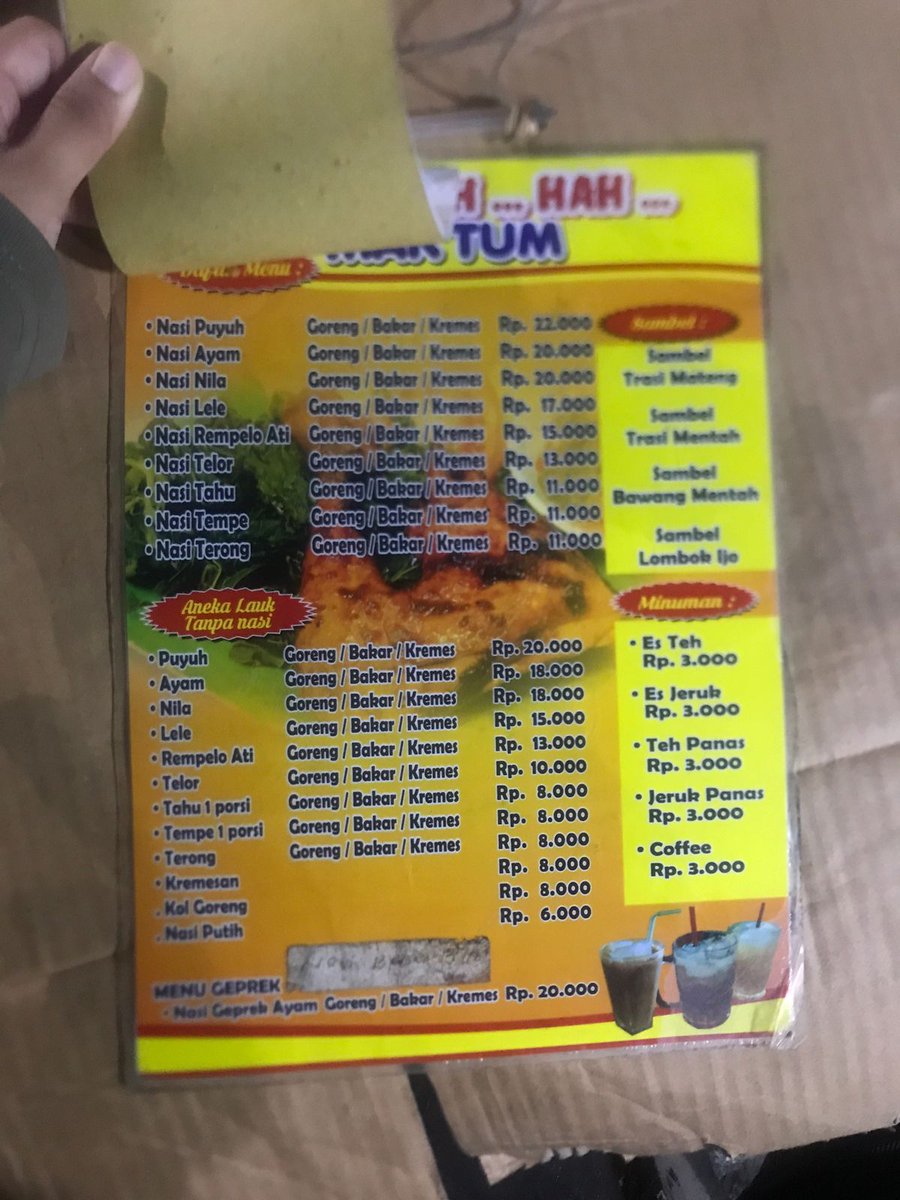 H ... HAH ...
MAK TUM
Daftar Menu :
• Nasi Puyuh Goreng / Bakar / Kremes Rp. 22.000
• Nasi Ayam Goreng / Bakar / Kremes Rp. 20.000
• Nasi Nila Goreng / Bakar / Kremes Rp. 20.000
• Nasi Lele Goreng / Bakar / Kremes Rp. 17.000
• Nasi Rempelo Ati Goreng / Bakar / Kremes Rp. 15.000
• Nasi Telor Goreng / Bakar / Kremes Rp. 13.000
• Nasi Tahu Goreng / Bakar / Kremes Rp. 11.000
• Nasi Tempe Goreng / Bakar / Kremes Rp. 11.000
• Nasi Terong Goreng / Bakar / Kremes Rp. 11.000
Aneka Lauk
Tanpa nasi
• Puyuh Goreng / Bakar / Kremes Rp. 20.000
• Ayam Goreng / Bakar / Kremes Rp. 18.000
• Nila Goreng / Bakar / Kremes Rp. 18.000
• Lele Goreng / Bakar / Kremes Rp. 15.000
• Rempelo Ati Goreng / Bakar / Kremes Rp. 13.000
• Telor Goreng / Bakar / Kremes Rp. 10.000
• Tahu 1 porsi Goreng / Bakar / Kremes Rp. 8.000
• Tempe 1 porsi Goreng / Bakar / Kremes Rp. 8.000
• Terong Goreng / Bakar / Kremes Rp. 8.000
• Kremesan Rp. 8.000
. Kol Goreng Rp. 8.000
. Nasi Putih Rp. 6.000
MENU GEPREK
- Nasi Geprek Ayam Goreng / Bakar / Kremes Rp. 20.000
Sambel :
Sambel
Trasi Mateng
Sambel
Trasi Mentah
Sambel
Bawang Mentah
Sambel
Lombok Ijo
Minuman :
• Es Teh
Rp. 3.000
• Es Jeruk
Rp. 3.000
• Teh Panas
Rp. 3.000
• Jeruk Panas
Rp. 3.000
• Coffee
Rp. 3.000